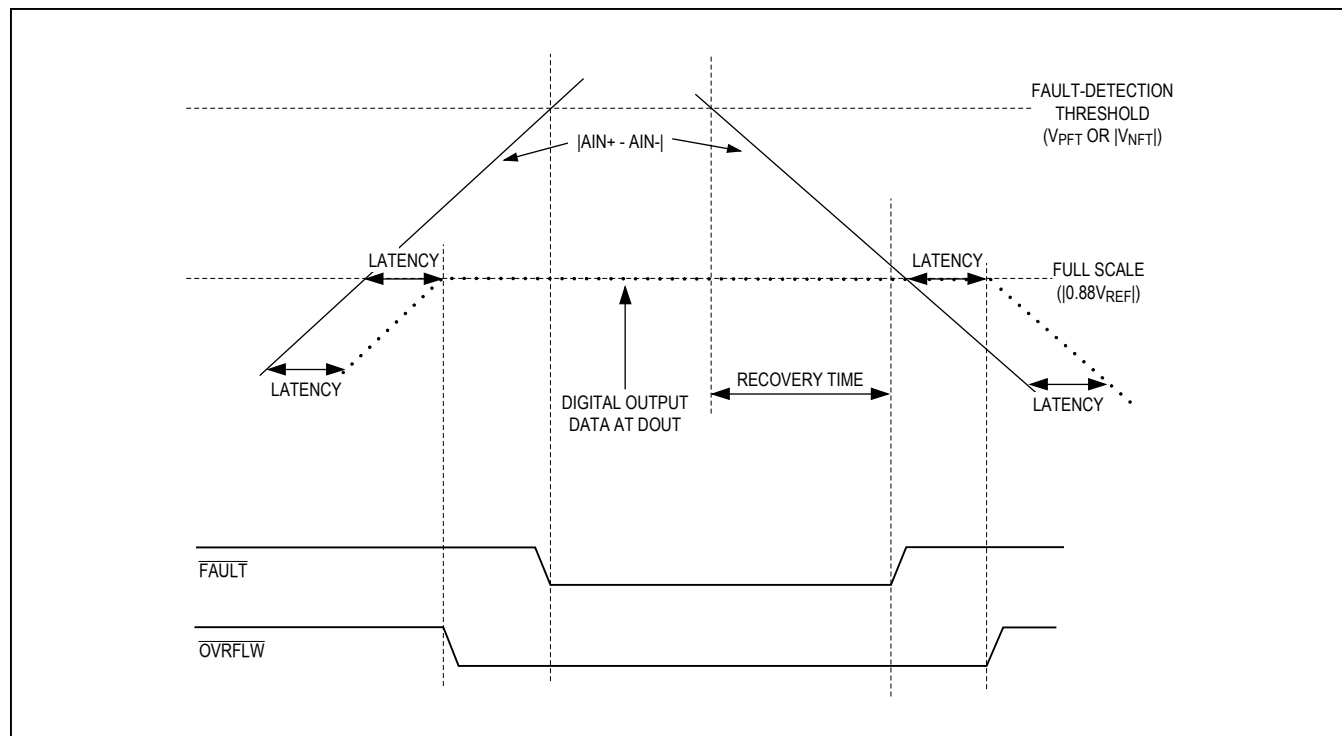 FAULT-DETECTION
THRESHOLD
(VPFT OR |VNFT|)
|AIN+ - AIN-|
LATENCY
LATENCY
FULL SCALE
(|0.88VREF|)
LATENCY
RECOVERY TIME
LATENCY
DIGITAL OUTPUT
DATA AT DOUT
FAULT
OVRFLW